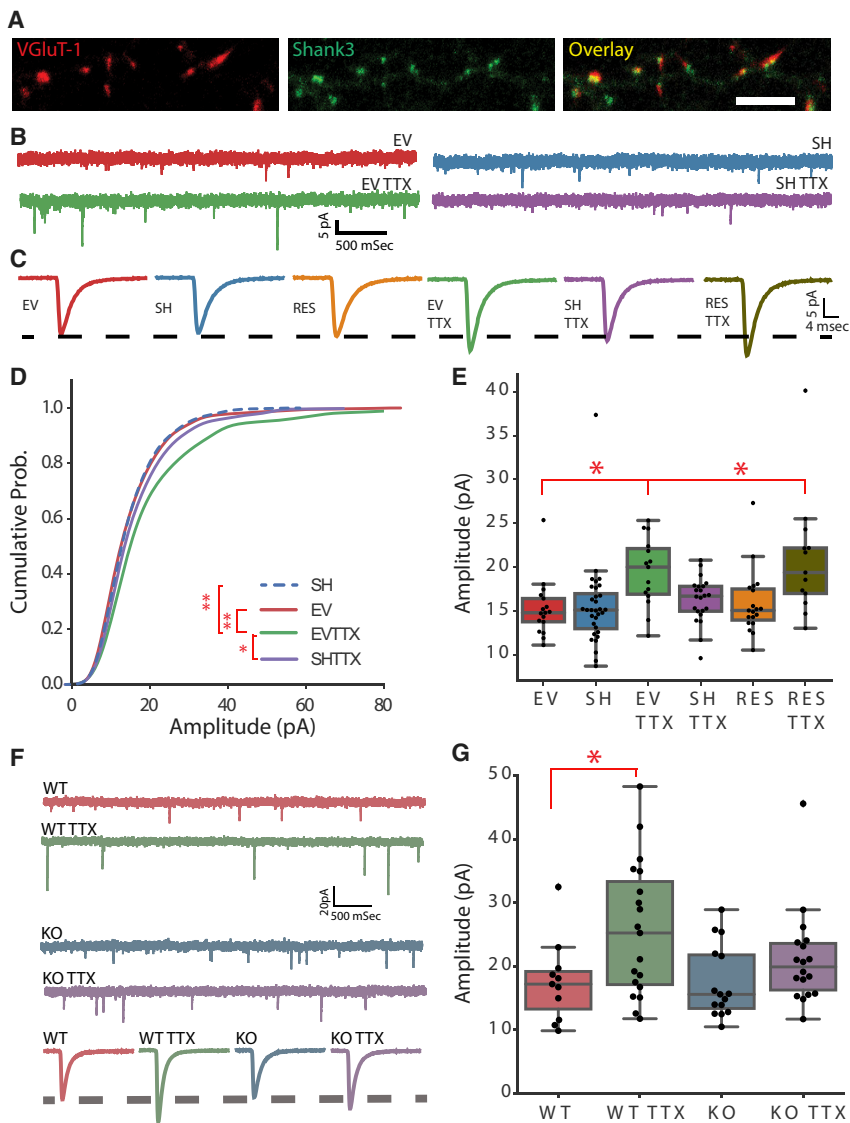 A
VGluT-1
Shank3
Overlay
B
EV
SH
EV TTX
SH TTX
5 pA
500 mSec
C
EV
SH
RES
EV
TTX
SH
TTX
RES
TTX
5 pA
4 msec
D
Cumulative Prob.
1.0
0.8
0.6
0.4
0.2
0.0
0
20
40
60
80
Amplitude (pA)
SH
EV
EVTTX
SHTTX
**
**
*
E
Amplitude (pA)
40
35
30
25
20
15
10
*
*
EV
SH
EV
TTX
SH
TTX
RES
RES
TTX
F
WT
WT TTX
20pA
500 mSec
KO
KO TTX
WT
WT TTX
KO
KO TTX
G
Amplitude (pA)
50
40
30
20
10
0
*
WT
WT TTX
KO
KO TTX